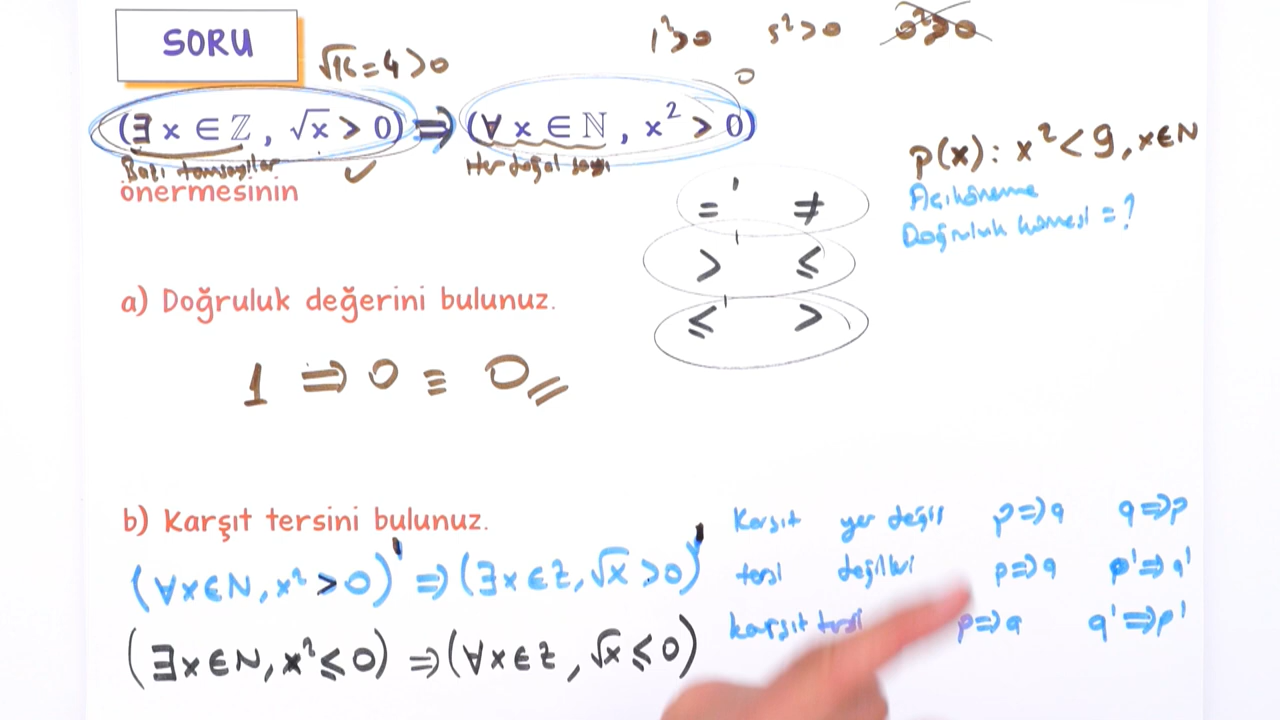 SORU
√16 = 4 > 0
1² > 0 5² > 0 0² > 0
0
(∃ x ∈ ℤ, √x > 0) ⇒ (∀ x ∈ ℕ, x² > 0)
Bazı tamsayılar ✓ Her doğal sayı
önermesinin
p(x): x² < 9, x∈N
Açıkönerme
Doğruluk kümesi = ?
=' ≠
>' ≤
≤' >
a) Doğruluk değerini bulunuz.
1 ⇒ 0 ≡ 0//
b) Karşıt tersini bulunuz.
(∀x∈N, x² > 0)' ⇒ (∃x∈Z, √x > 0)'
(∃x∈N, x² ≤ 0) ⇒ (∀x∈Z, √x ≤ 0)
Karşıt yer değiş p⇒q q⇒p
tersi değilini p⇒q p'⇒q'
karşıt tersi p⇒q q'⇒p'